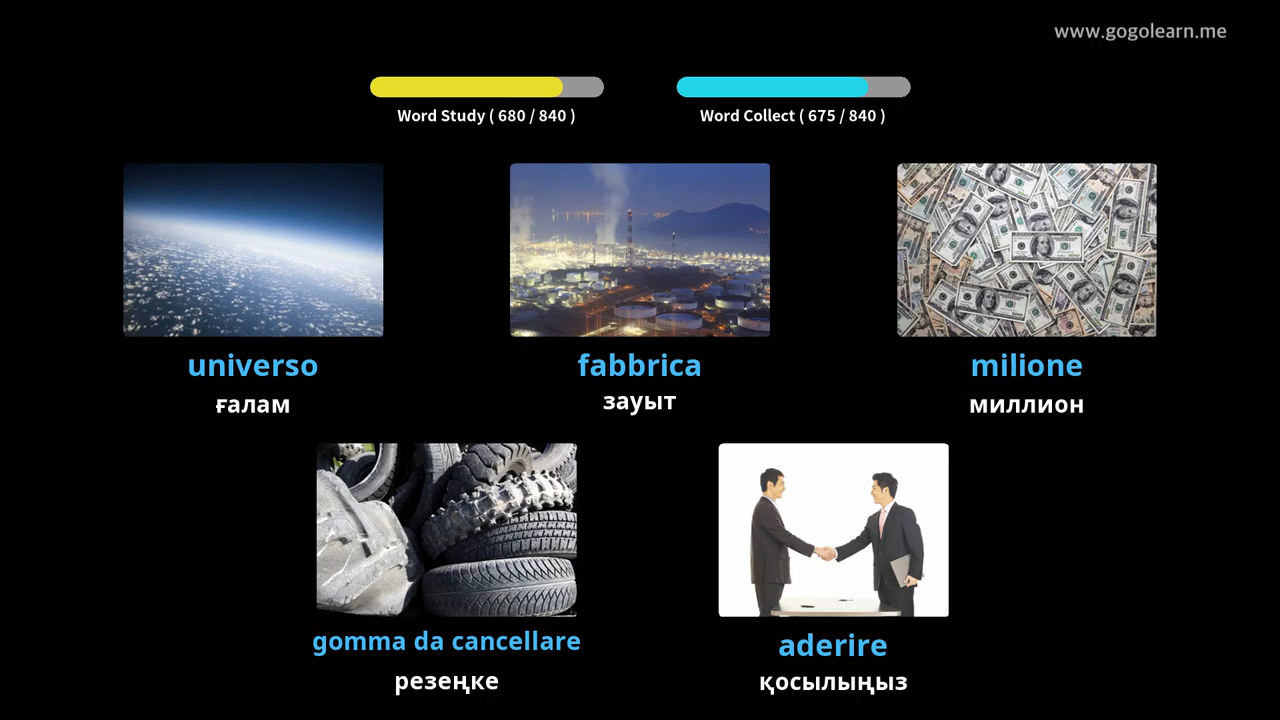 www.gogolearn.me
Word Study ( 680 / 840 )
Word Collect ( 675 / 840 )
universo
ғалам
fabbrica
зауыт
milione
миллион
gomma da cancellare
резеңке
aderire
қосылыңыз